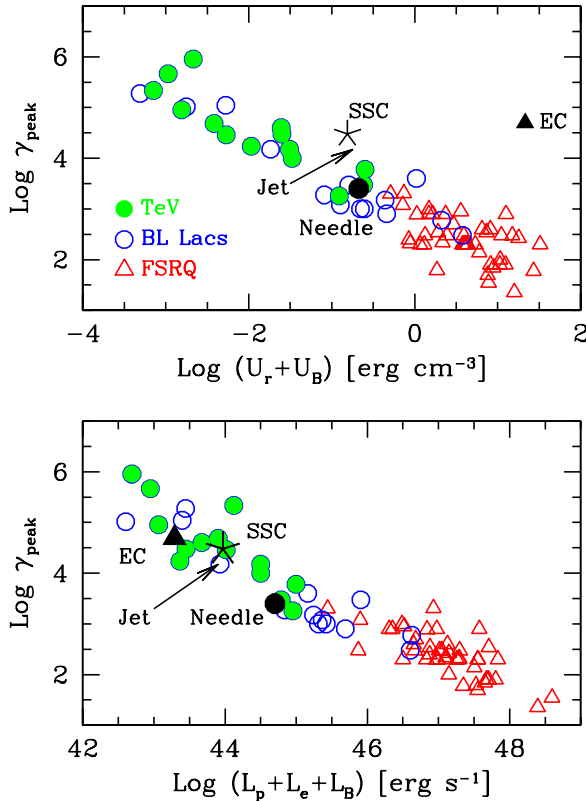 6
4
2
Log γpeak
SSC
EC
Jet
Needle
TeV
BL Lacs
FSRQ
−4 −2 0 2
Log (Ur+UB) [erg cm−3]
6
4
2
Log γpeak
SSC
EC
Jet
Needle
42 44 46 48
Log (Lp+Le+LB) [erg s−1]